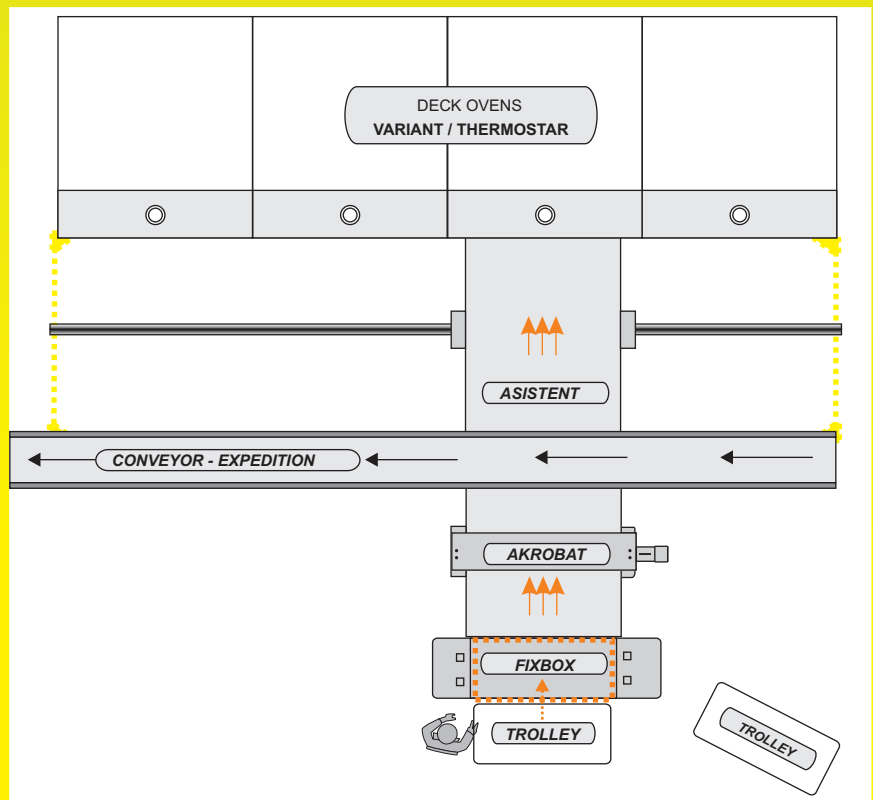 DECK OVENS
VARIANT / THERMOSTAR
ASISTENT
CONVEYOR - EXPEDITION
AKROBAT
FIXBOX
TROLLEY
TROLLEY